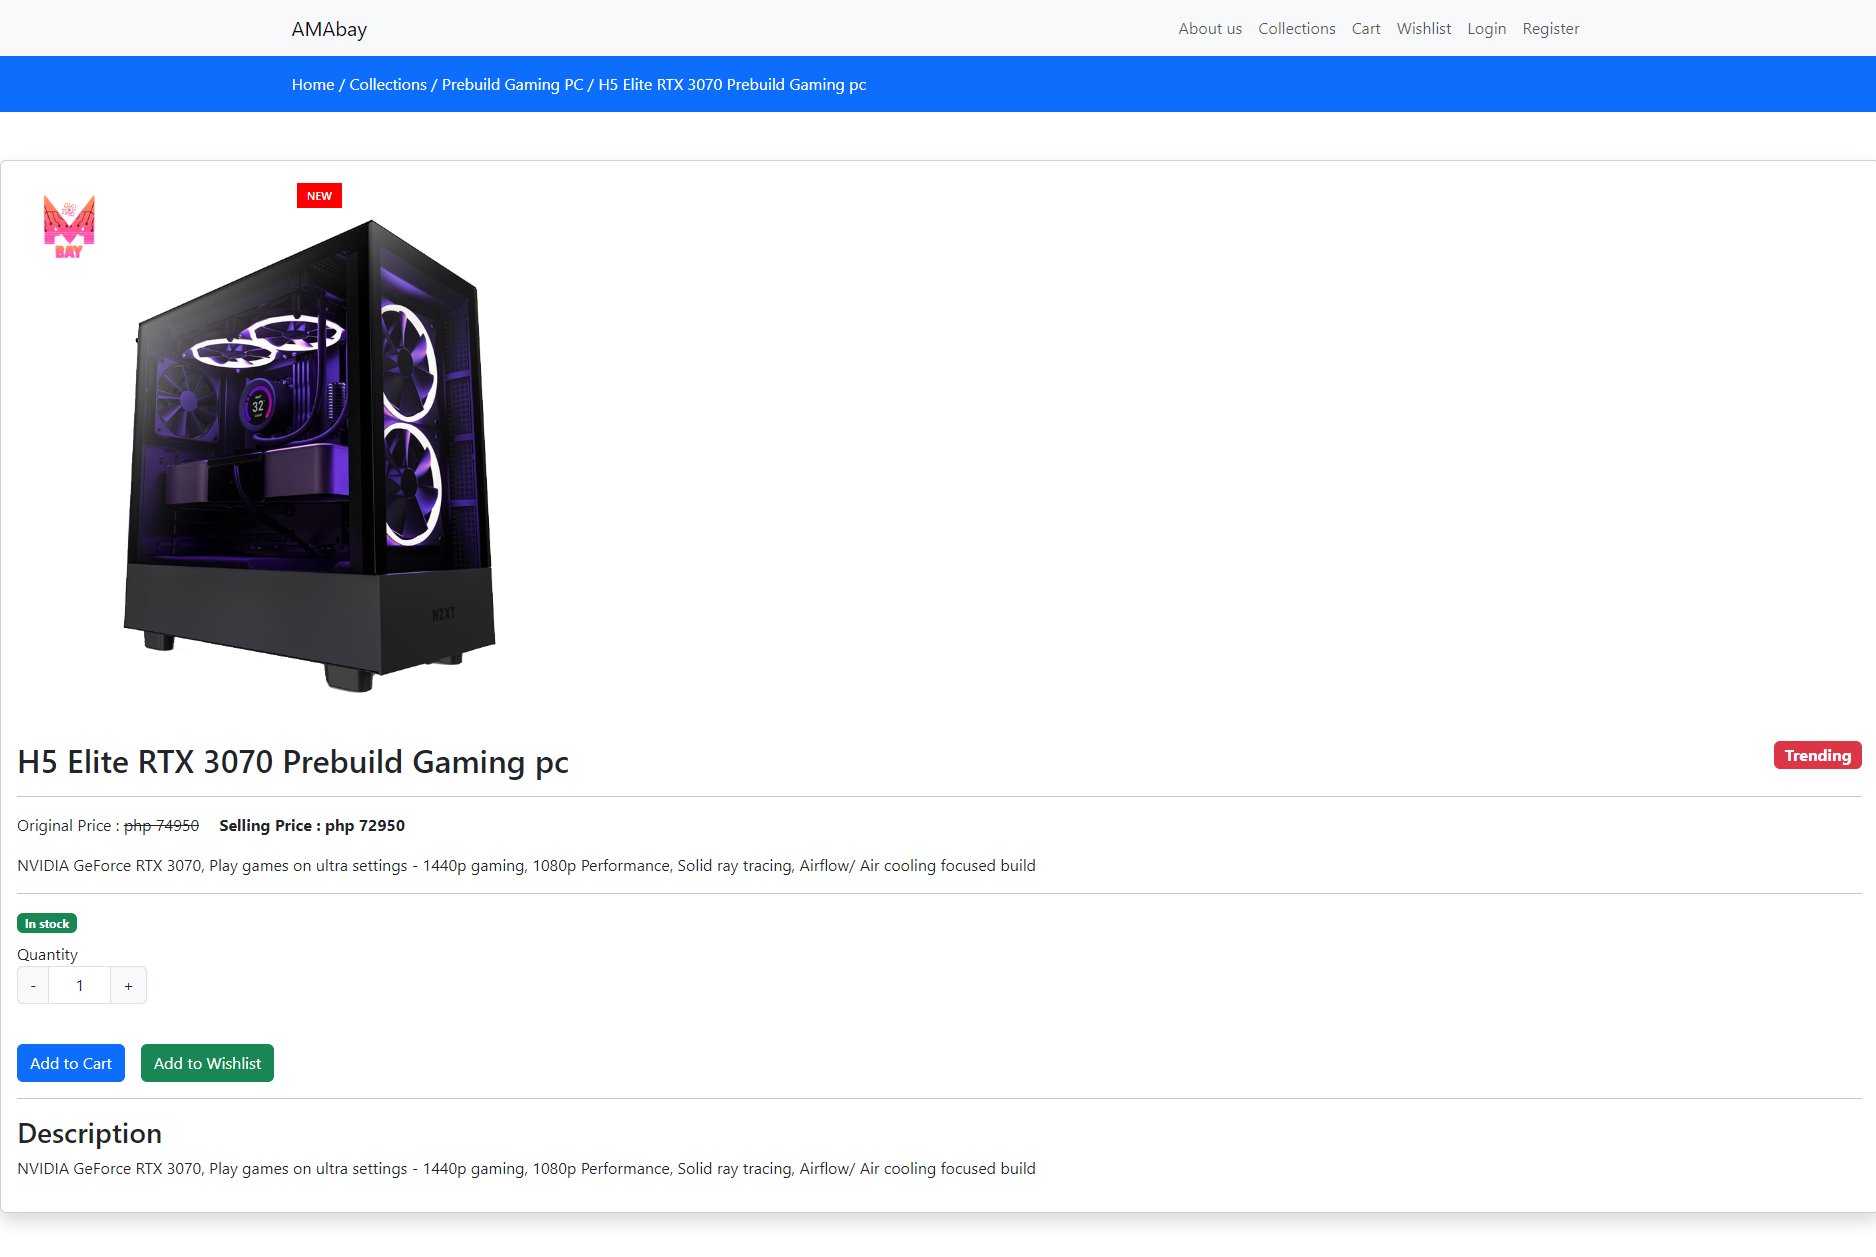 AMAbay
About us Collections Cart Wishlist Login Register
Home / Collections / Prebuild Gaming PC / H5 Elite RTX 3070 Prebuild Gaming pc
NEW
BAY
32
NZXT
H5 Elite RTX 3070 Prebuild Gaming pc
Trending
Original Price : php 74950 Selling Price : php 72950
NVIDIA GeForce RTX 3070, Play games on ultra settings - 1440p gaming, 1080p Performance, Solid ray tracing, Airflow/ Air cooling focused build
In stock
Quantity
- 1 +
Add to Cart Add to Wishlist
Description
NVIDIA GeForce RTX 3070, Play games on ultra settings - 1440p gaming, 1080p Performance, Solid ray tracing, Airflow/ Air cooling focused build